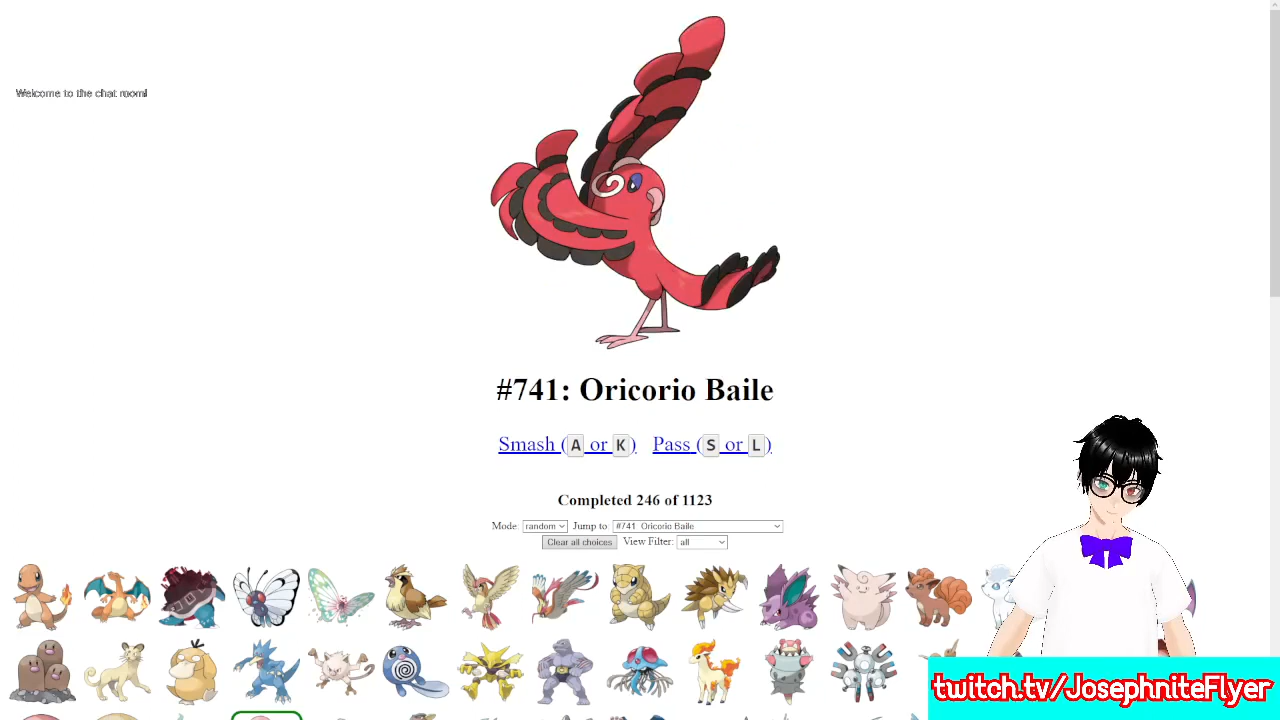 Welcome to the chat room!
#741: Oricorio Baile
Smash (A or K) Pass (S or L)
Completed 246 of 1123
Mode: random Jump to: #741 Oricorio Baile
Clear all choices View Filter: all
twitch.tv/JosephniteFlyer